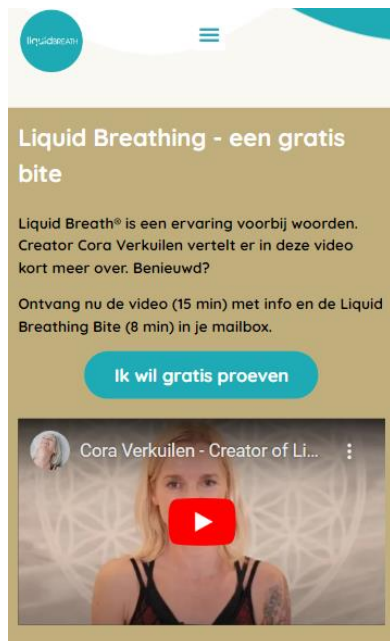 liquidBREATH
Liquid Breathing - een gratis
bite
Liquid Breath® is een ervaring voorbij woorden.
Creator Cora Verkuilen vertelt er in deze video
kort meer over. Benieuwd?
Ontvang nu de video (15 min) met info en de Liquid
Breathing Bite (8 min) in je mailbox.
Ik wil gratis proeven
Cora Verkuilen - Creator of Li...